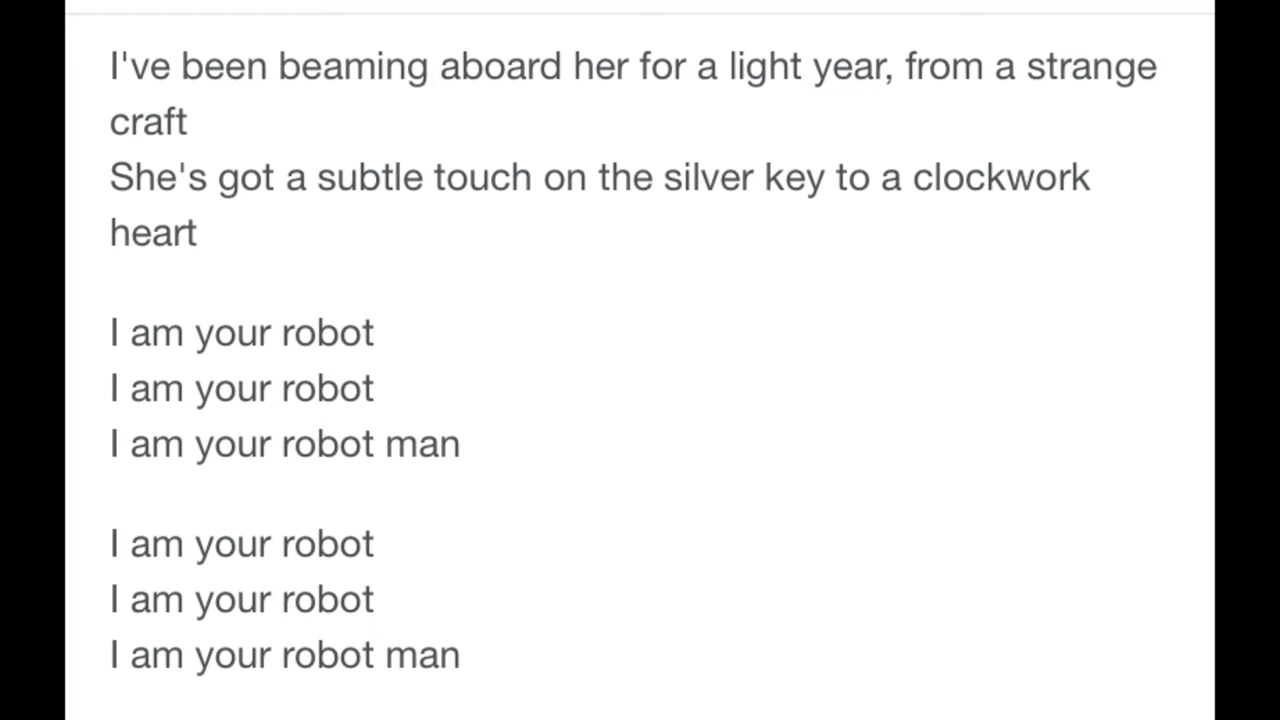 I've been beaming aboard her for a light year, from a strange
craft
She's got a subtle touch on the silver key to a clockwork
heart
I am your robot
I am your robot
I am your robot man
I am your robot
I am your robot
I am your robot man